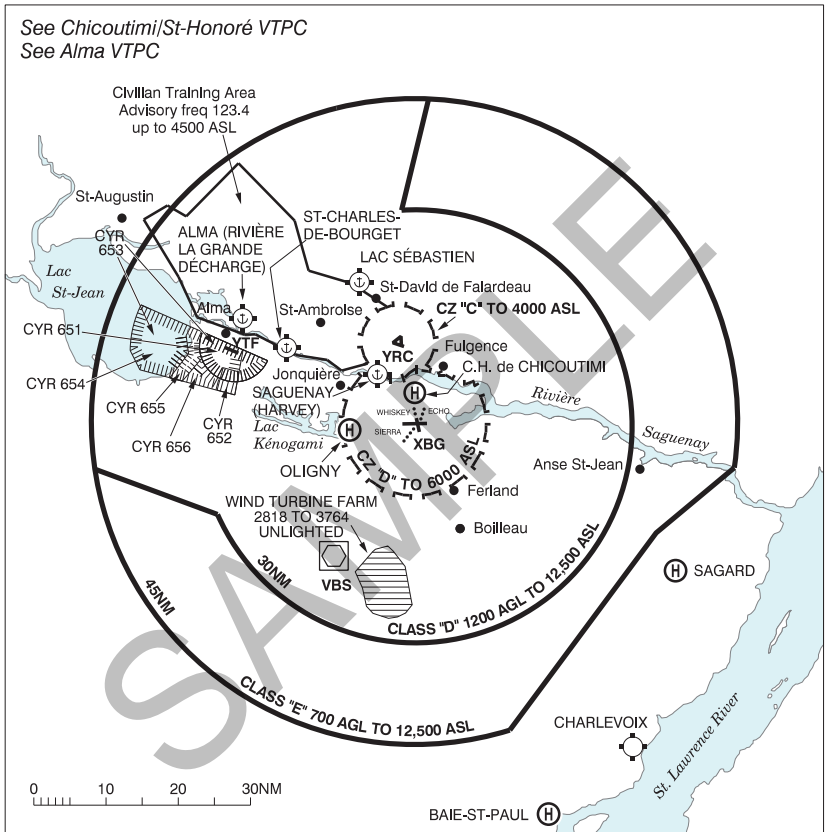 See Chicoutimi/St-Honoré VTPC
See Alma VTPC
Civilian Training Area
Advisory freq 123.4
up to 4500 ASL
St-Augustin
CYR
653
ALMA (RIVIÈRE
LA GRANDE
DÉCHARGE)
ST-CHARLES-
DE-BOURGET
LAC SÉBASTIEN
Lac
St-Jean
St-David de Falardeau
Alma
St-Ambroise
CZ "C" TO 4000 ASL
CYR 651
YTF
YRC
Fulgence
C.H. de CHICOUTIMI
CYR 654
Jonquière
SAGUENAY
(HARVEY)
CYR 655
CYR
652
CYR 656
WHISKEY
ECHO
SIERRA
XBG
Rivière
Saguenay
Lac
Kénogami
OLIGNY
CZ "D" TO 6000 ASL
Anse St-Jean
Ferland
WIND TURBINE FARM
2818 TO 3764
UNLIGHTED
Boilleau
VBS
30NM
45NM
CLASS "D" 1200 AGL TO 12,500 ASL
SAGARD
CLASS "E" 700 AGL TO 12,500 ASL
CHARLEVOIX
St. Lawrence River
0 10 20 30NM
BAIE-ST-PAUL
H
H
H
H
SAMPLE